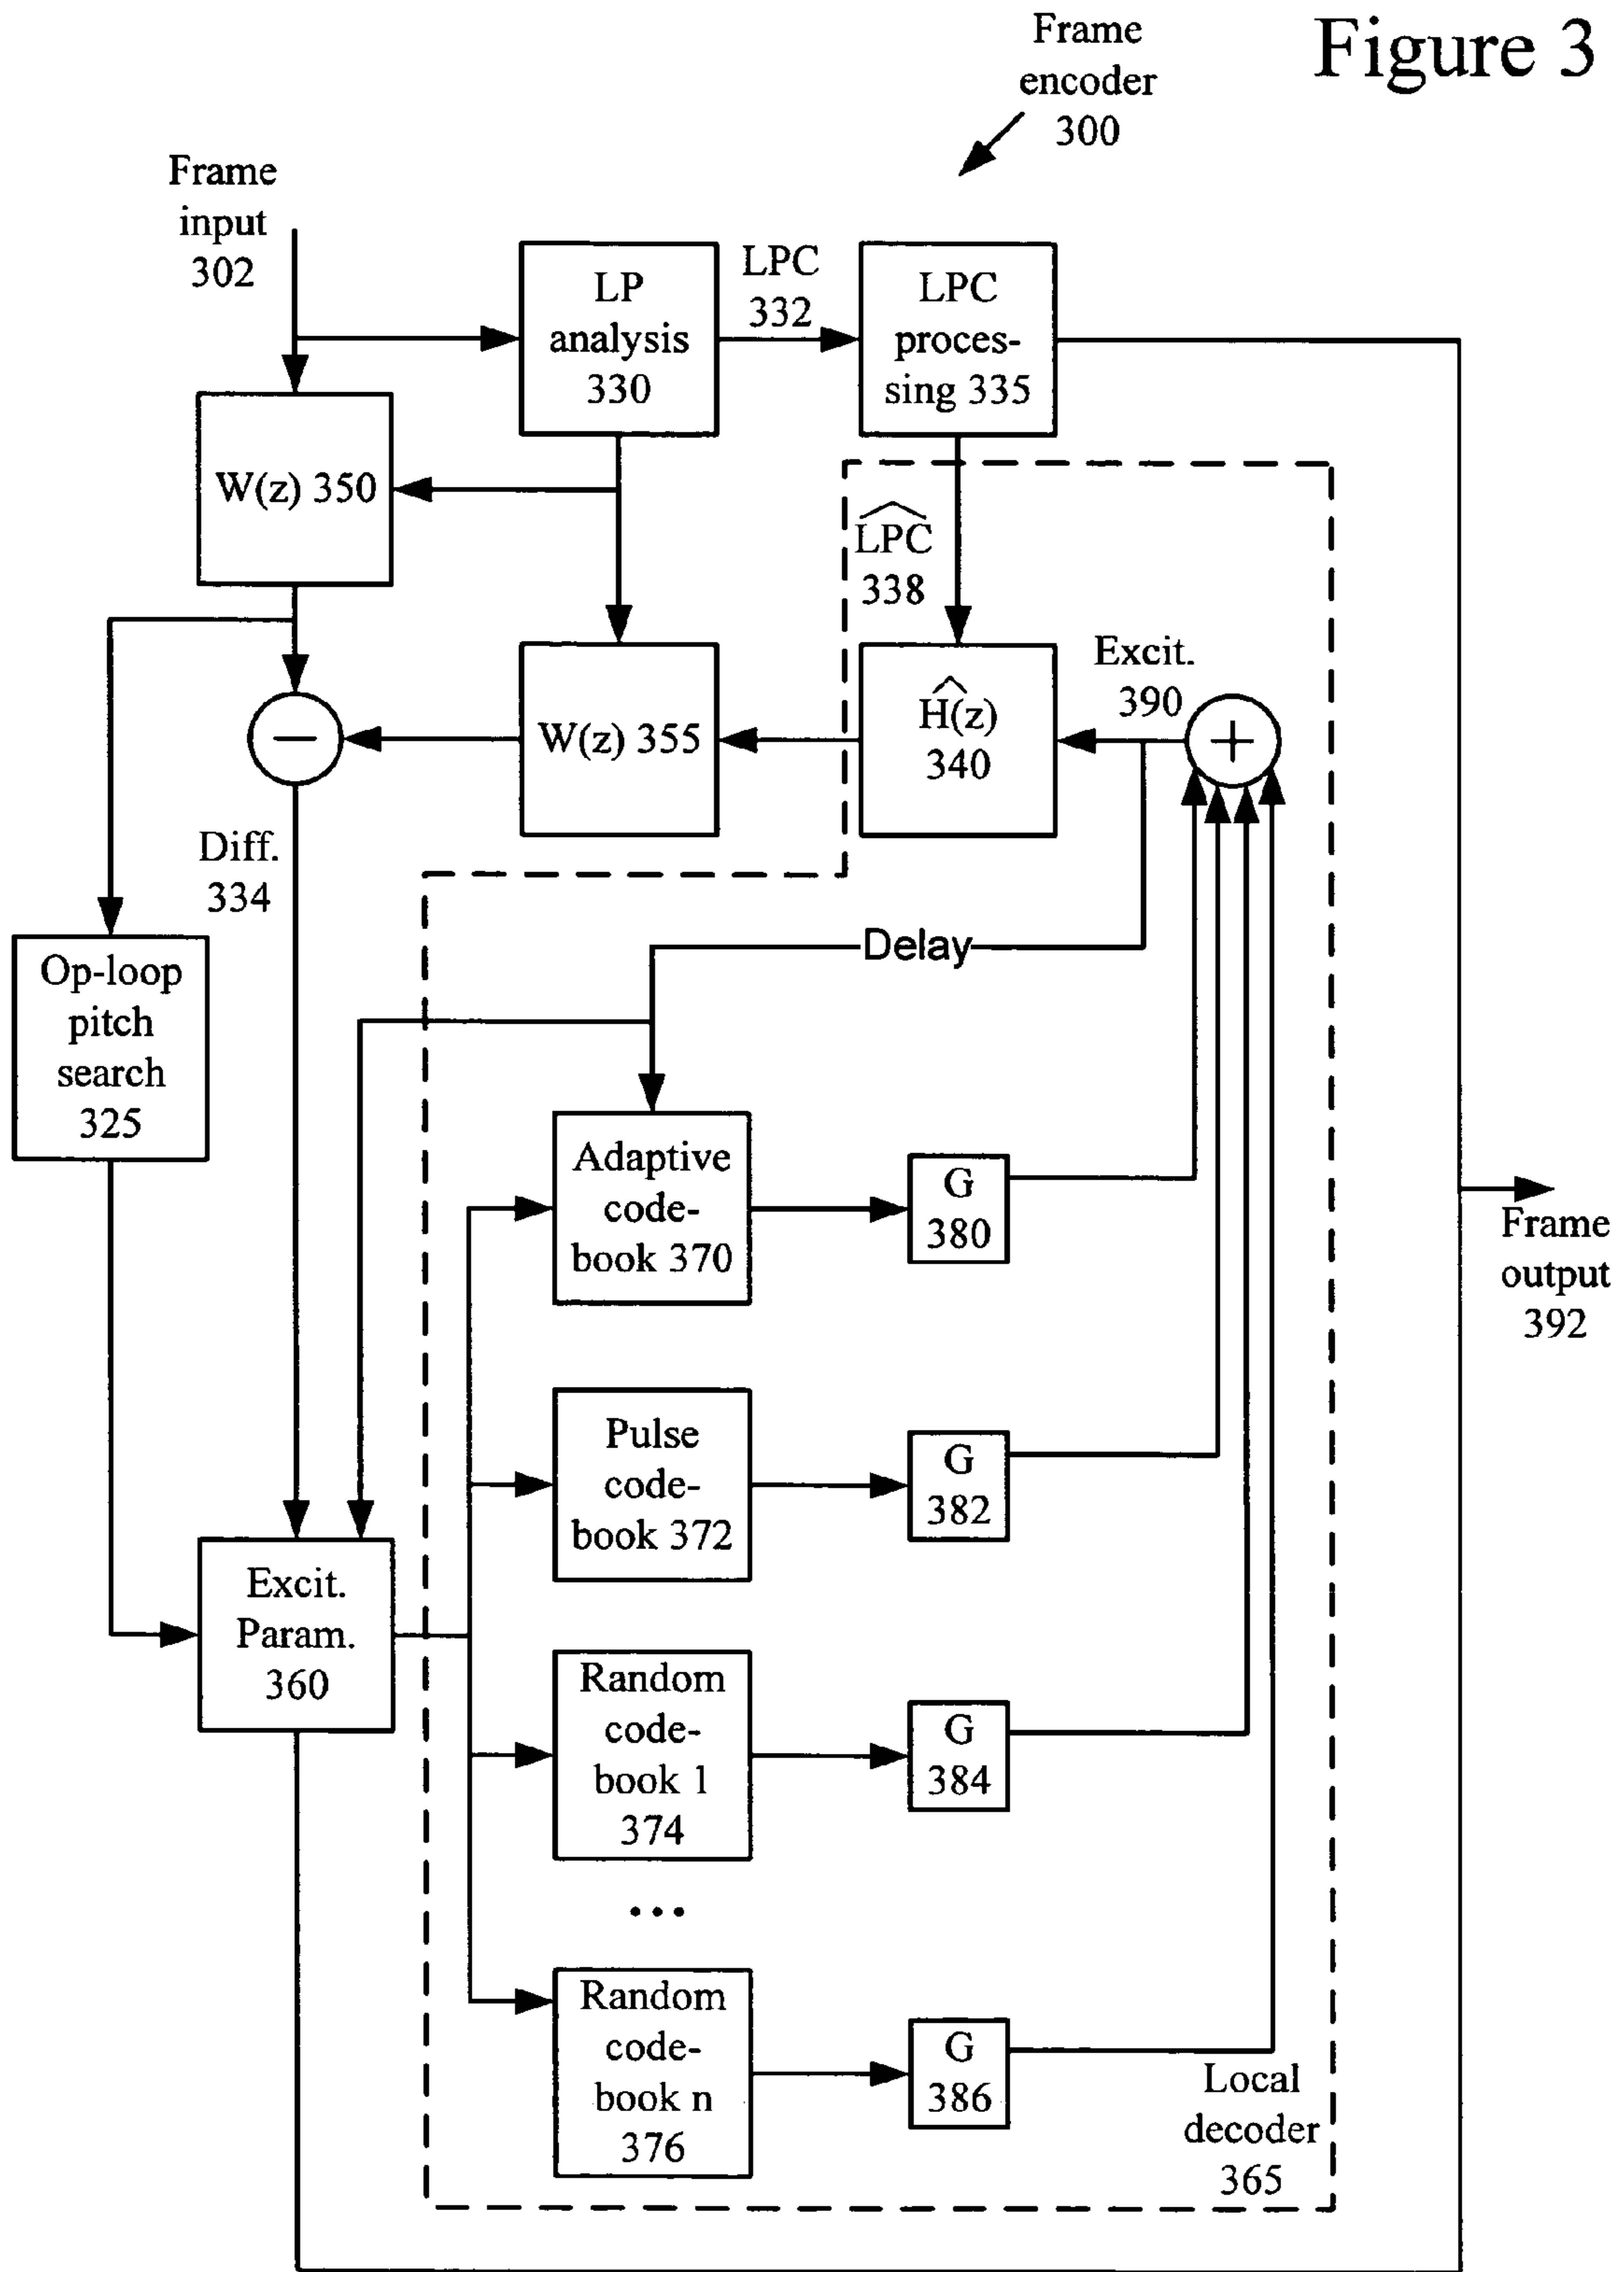 Figure 3
Frame
encoder
300
Frame
input
302
LP
analysis
330
LPC
332
LPC
proces-
sing 335
W(z) 350
LPC
338
W(z) 355
Ĥ(z)
340
Excit.
390
+
−
Diff.
334
Delay
Op-loop
pitch
search
325
Adaptive
code-
book 370
G
380
Frame
output
392
Pulse
code-
book 372
G
382
Excit.
Param.
360
Random
code-
book 1
374
G
384
...
Random
code-
book n
376
G
386
Local
decoder
365